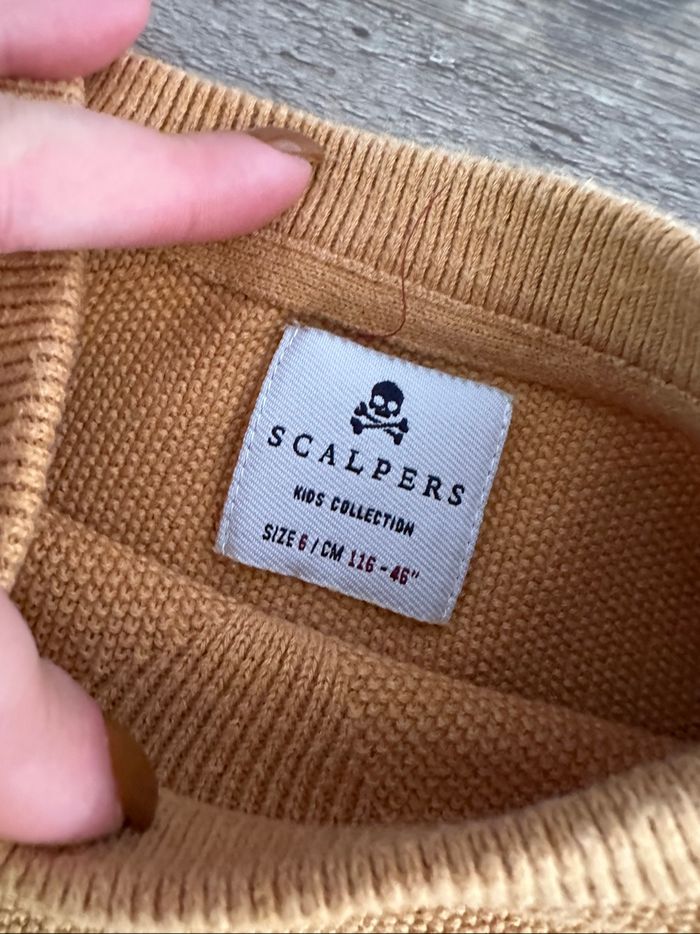 SCALPERS
KIDS COLLECTION
SIZE 6 / CM 116 - 46"